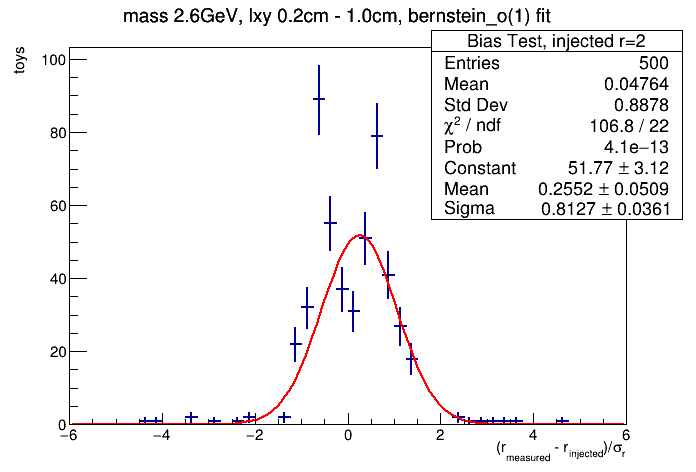 mass 2.6GeV, lxy 0.2cm - 1.0cm, bernstein_o(1) fit
toys
Bias Test, injected r=2
Entries 500
Mean 0.04764
Std Dev 0.8878
χ² / ndf 106.8 / 22
Prob 4.1e−13
Constant 51.77 ± 3.12
Mean 0.2552 ± 0.0509
Sigma 0.8127 ± 0.0361
100
80
60
40
20
0
−6 −4 −2 0 2 4 6
(r_measured - r_injected)/σ_r